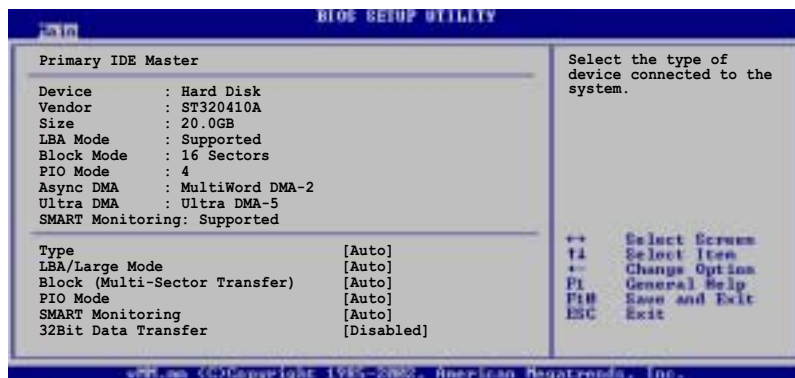 BIOS SETUP UTILITY
Main
Primary IDE Master
Device : Hard Disk
Vendor : ST320410A
Size : 20.0GB
LBA Mode : Supported
Block Mode : 16 Sectors
PIO Mode : 4
Async DMA : MultiWord DMA-2
Ultra DMA : Ultra DMA-5
SMART Monitoring: Supported
Type [Auto]
LBA/Large Mode [Auto]
Block (Multi-Sector Transfer) [Auto]
PIO Mode [Auto]
SMART Monitoring [Auto]
32Bit Data Transfer [Disabled]
Select the type of
device connected to the
system.
↔ Select Screen
↑↓ Select Item
+- Change Option
F1 General Help
F10 Save and Exit
ESC Exit
(C)Copyright 1985-2002, American Megatrends, Inc.